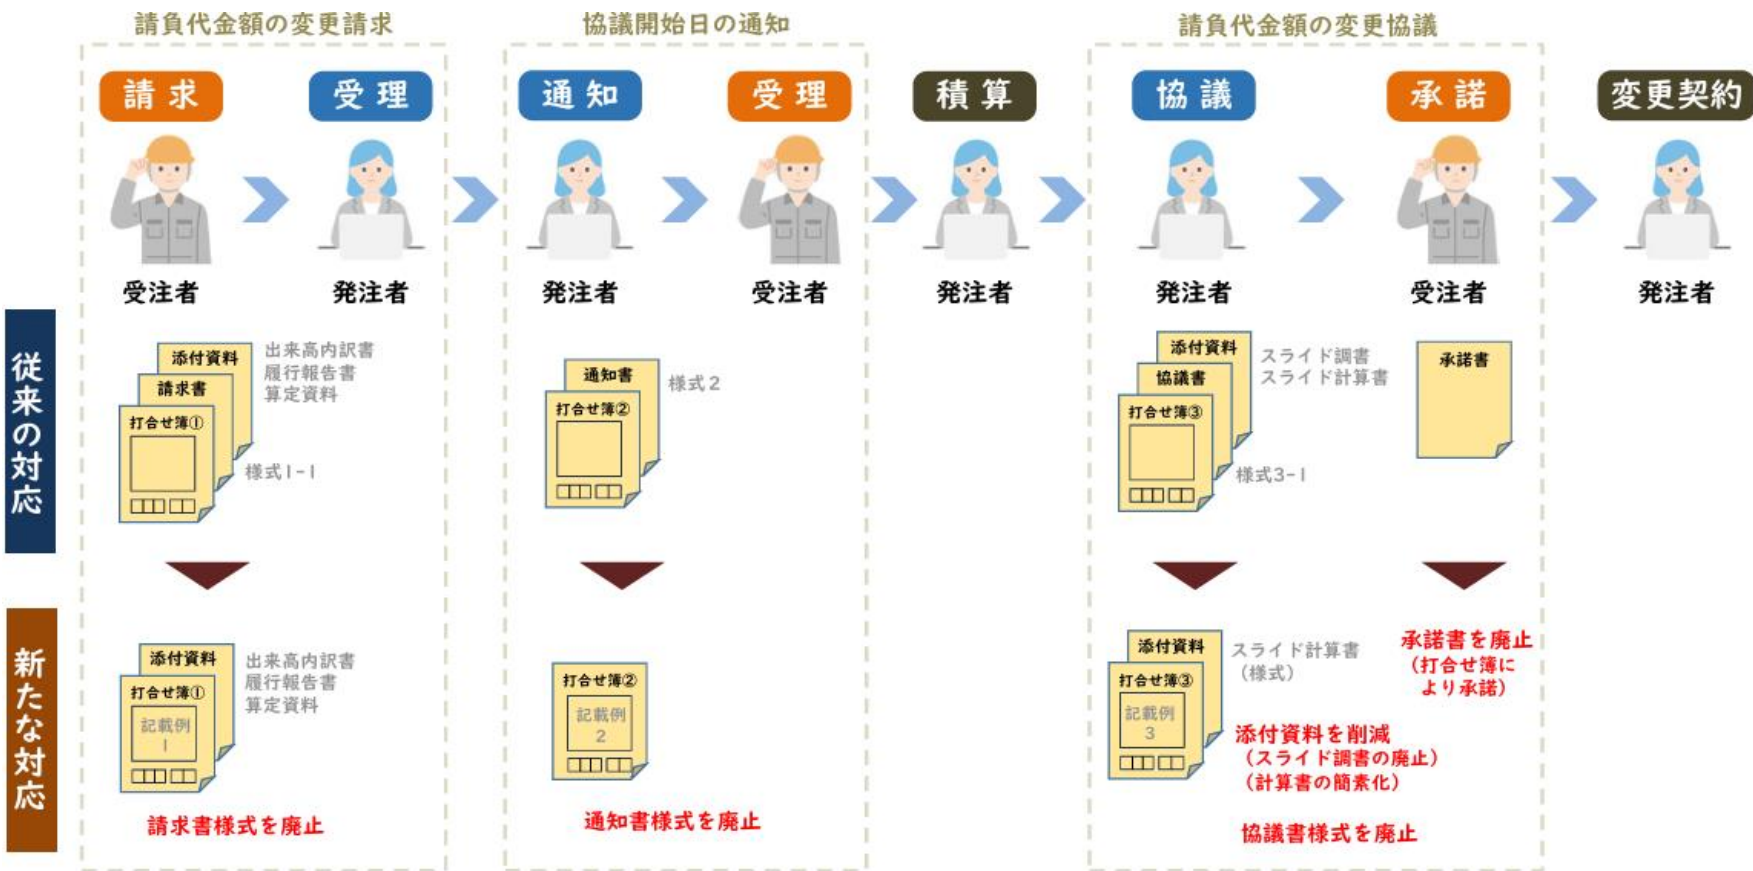 請負代金額の変更請求
協議開始日の通知
請負代金額の変更協議
請求
受理
通知
受理
積算
協議
承諾
変更契約
受注者
発注者
発注者
受注者
発注者
発注者
受注者
発注者
従来の対応
添付資料
請求書
打合せ簿①
出来高内訳書
履行報告書
算定資料
様式1-1
通知書
打合せ簿②
様式2
添付資料
協議書
打合せ簿③
スライド調書
スライド計算書
様式3-1
承諾書
新たな対応
添付資料
打合せ簿①
記載例
1
出来高内訳書
履行報告書
算定資料
請求書様式を廃止
打合せ簿②
記載例
2
通知書様式を廃止
添付資料
打合せ簿③
記載例
3
スライド計算書
(様式)
添付資料を削減
(スライド調書の廃止)
(計算書の簡素化)
協議書様式を廃止
承諾書を廃止
(打合せ簿に
より承諾)